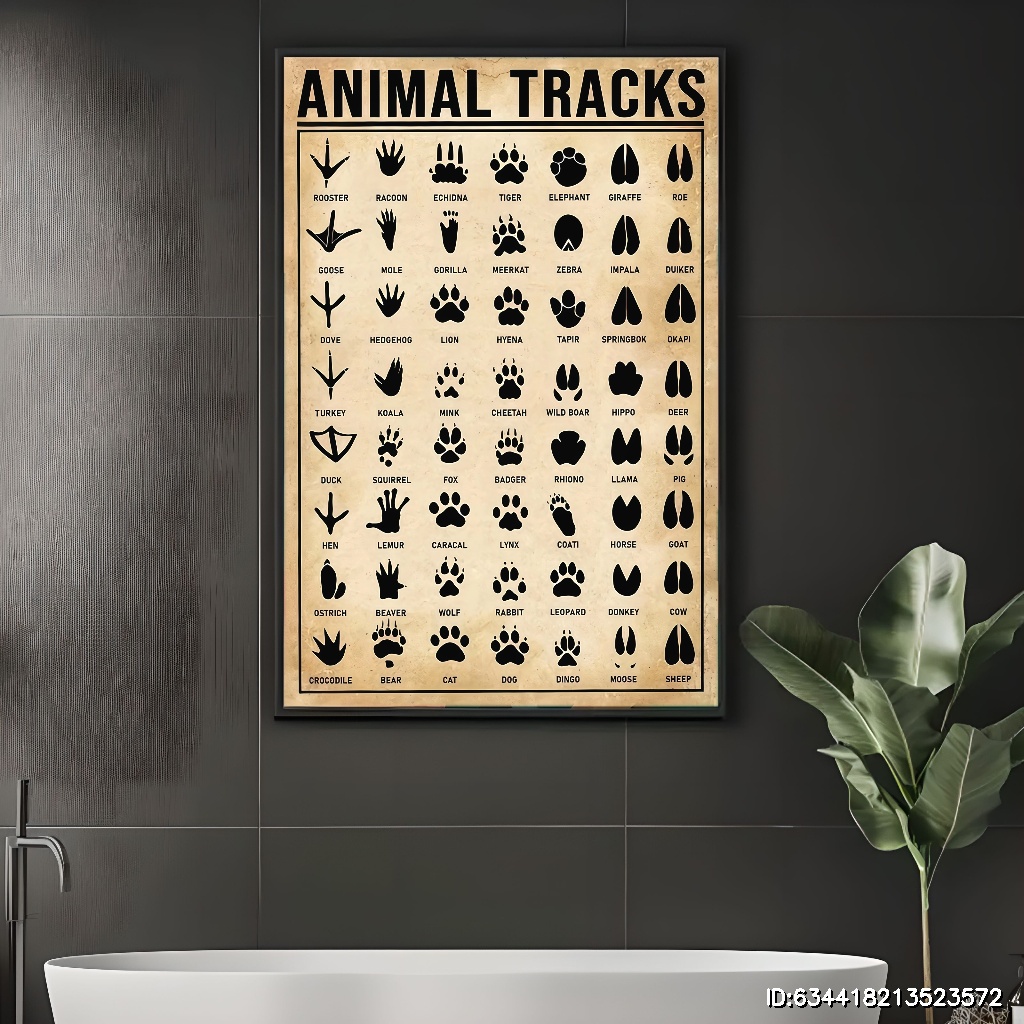 ANIMAL TRACKS
ROOSTER RACOON ECHIDNA TIGER ELEPHANT GIRAFFE ROE
GOOSE MOLE GORILLA MEERKAT ZEBRA IMPALA DUIKER
DOVE HEDGEHOG LION HYENA TAPIR SPRINGBOK OKAPI
TURKEY KOALA MINK CHEETAH WILD BOAR HIPPO DEER
DUCK SQUIRREL FOX BADGER RHIONO LLAMA PIG
HEN LEMUR CARACAL LYNX COATI HORSE GOAT
OSTRICH BEAVER WOLF RABBIT LEOPARD DONKEY COW
CROCODILE BEAR CAT DOG DINGO MOOSE SHEEP
ID:634418213523572